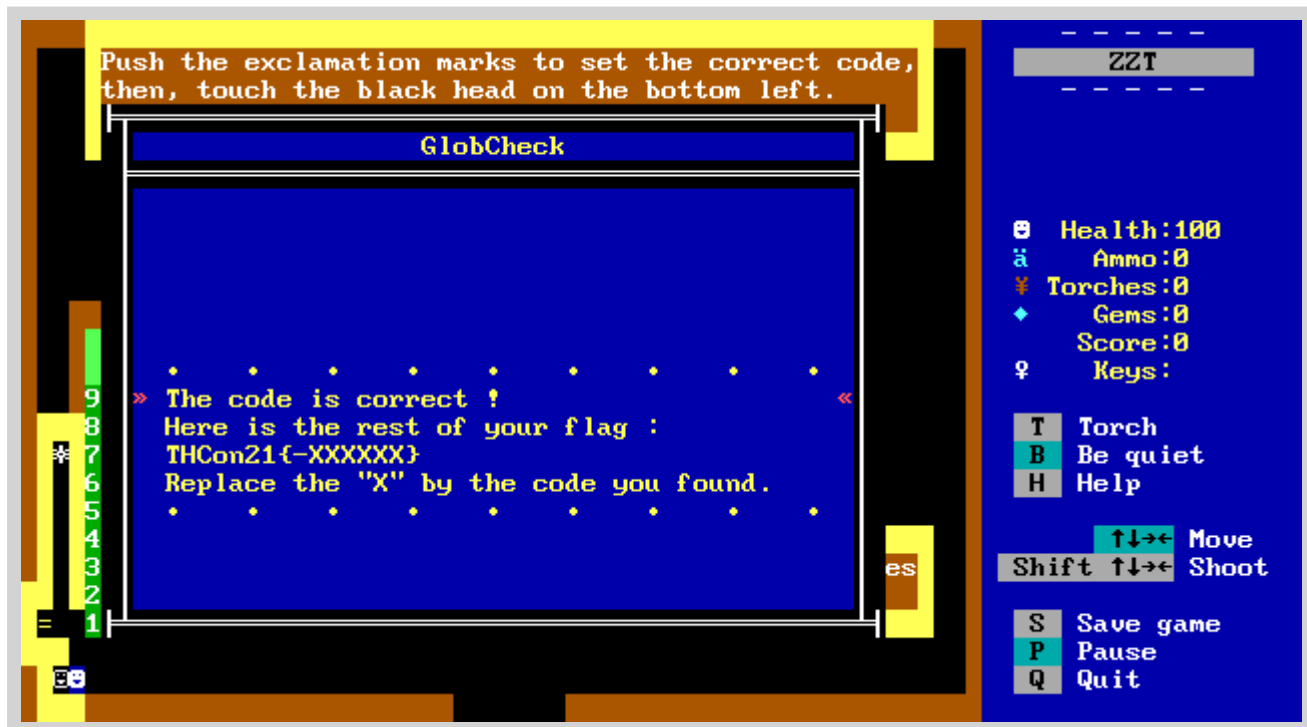 Push the exclamation marks to set the correct code,
then, touch the black head on the bottom left.
GlobCheck
The code is correct !
Here is the rest of your flag :
THCon21{-XXXXXX}
Replace the "X" by the code you found.
9
8
7
6
5
4
3
2
1
es
ZZT
Health:100
Ammo:0
Torches:0
Gems:0
Score:0
Keys:
T Torch
B Be quiet
H Help
↑↓→← Move
Shift ↑↓→← Shoot
S Save game
P Pause
Q Quit